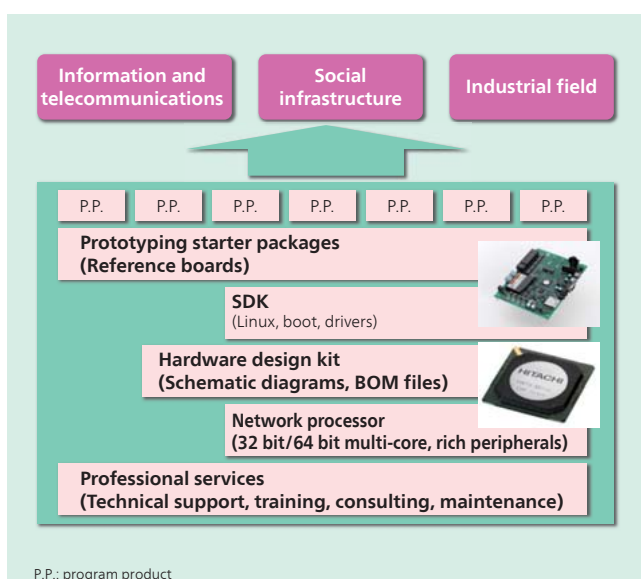 Information and
telecommunications
Social
infrastructure
Industrial field
P.P. P.P. P.P. P.P. P.P. P.P. P.P.
Prototyping starter packages
(Reference boards)
SDK
(Linux, boot, drivers)
Hardware design kit
(Schematic diagrams, BOM files)
HITACHI
Network processor
(32 bit/64 bit multi-core, rich peripherals)
Professional services
(Technical support, training, consulting, maintenance)
P.P.: program product